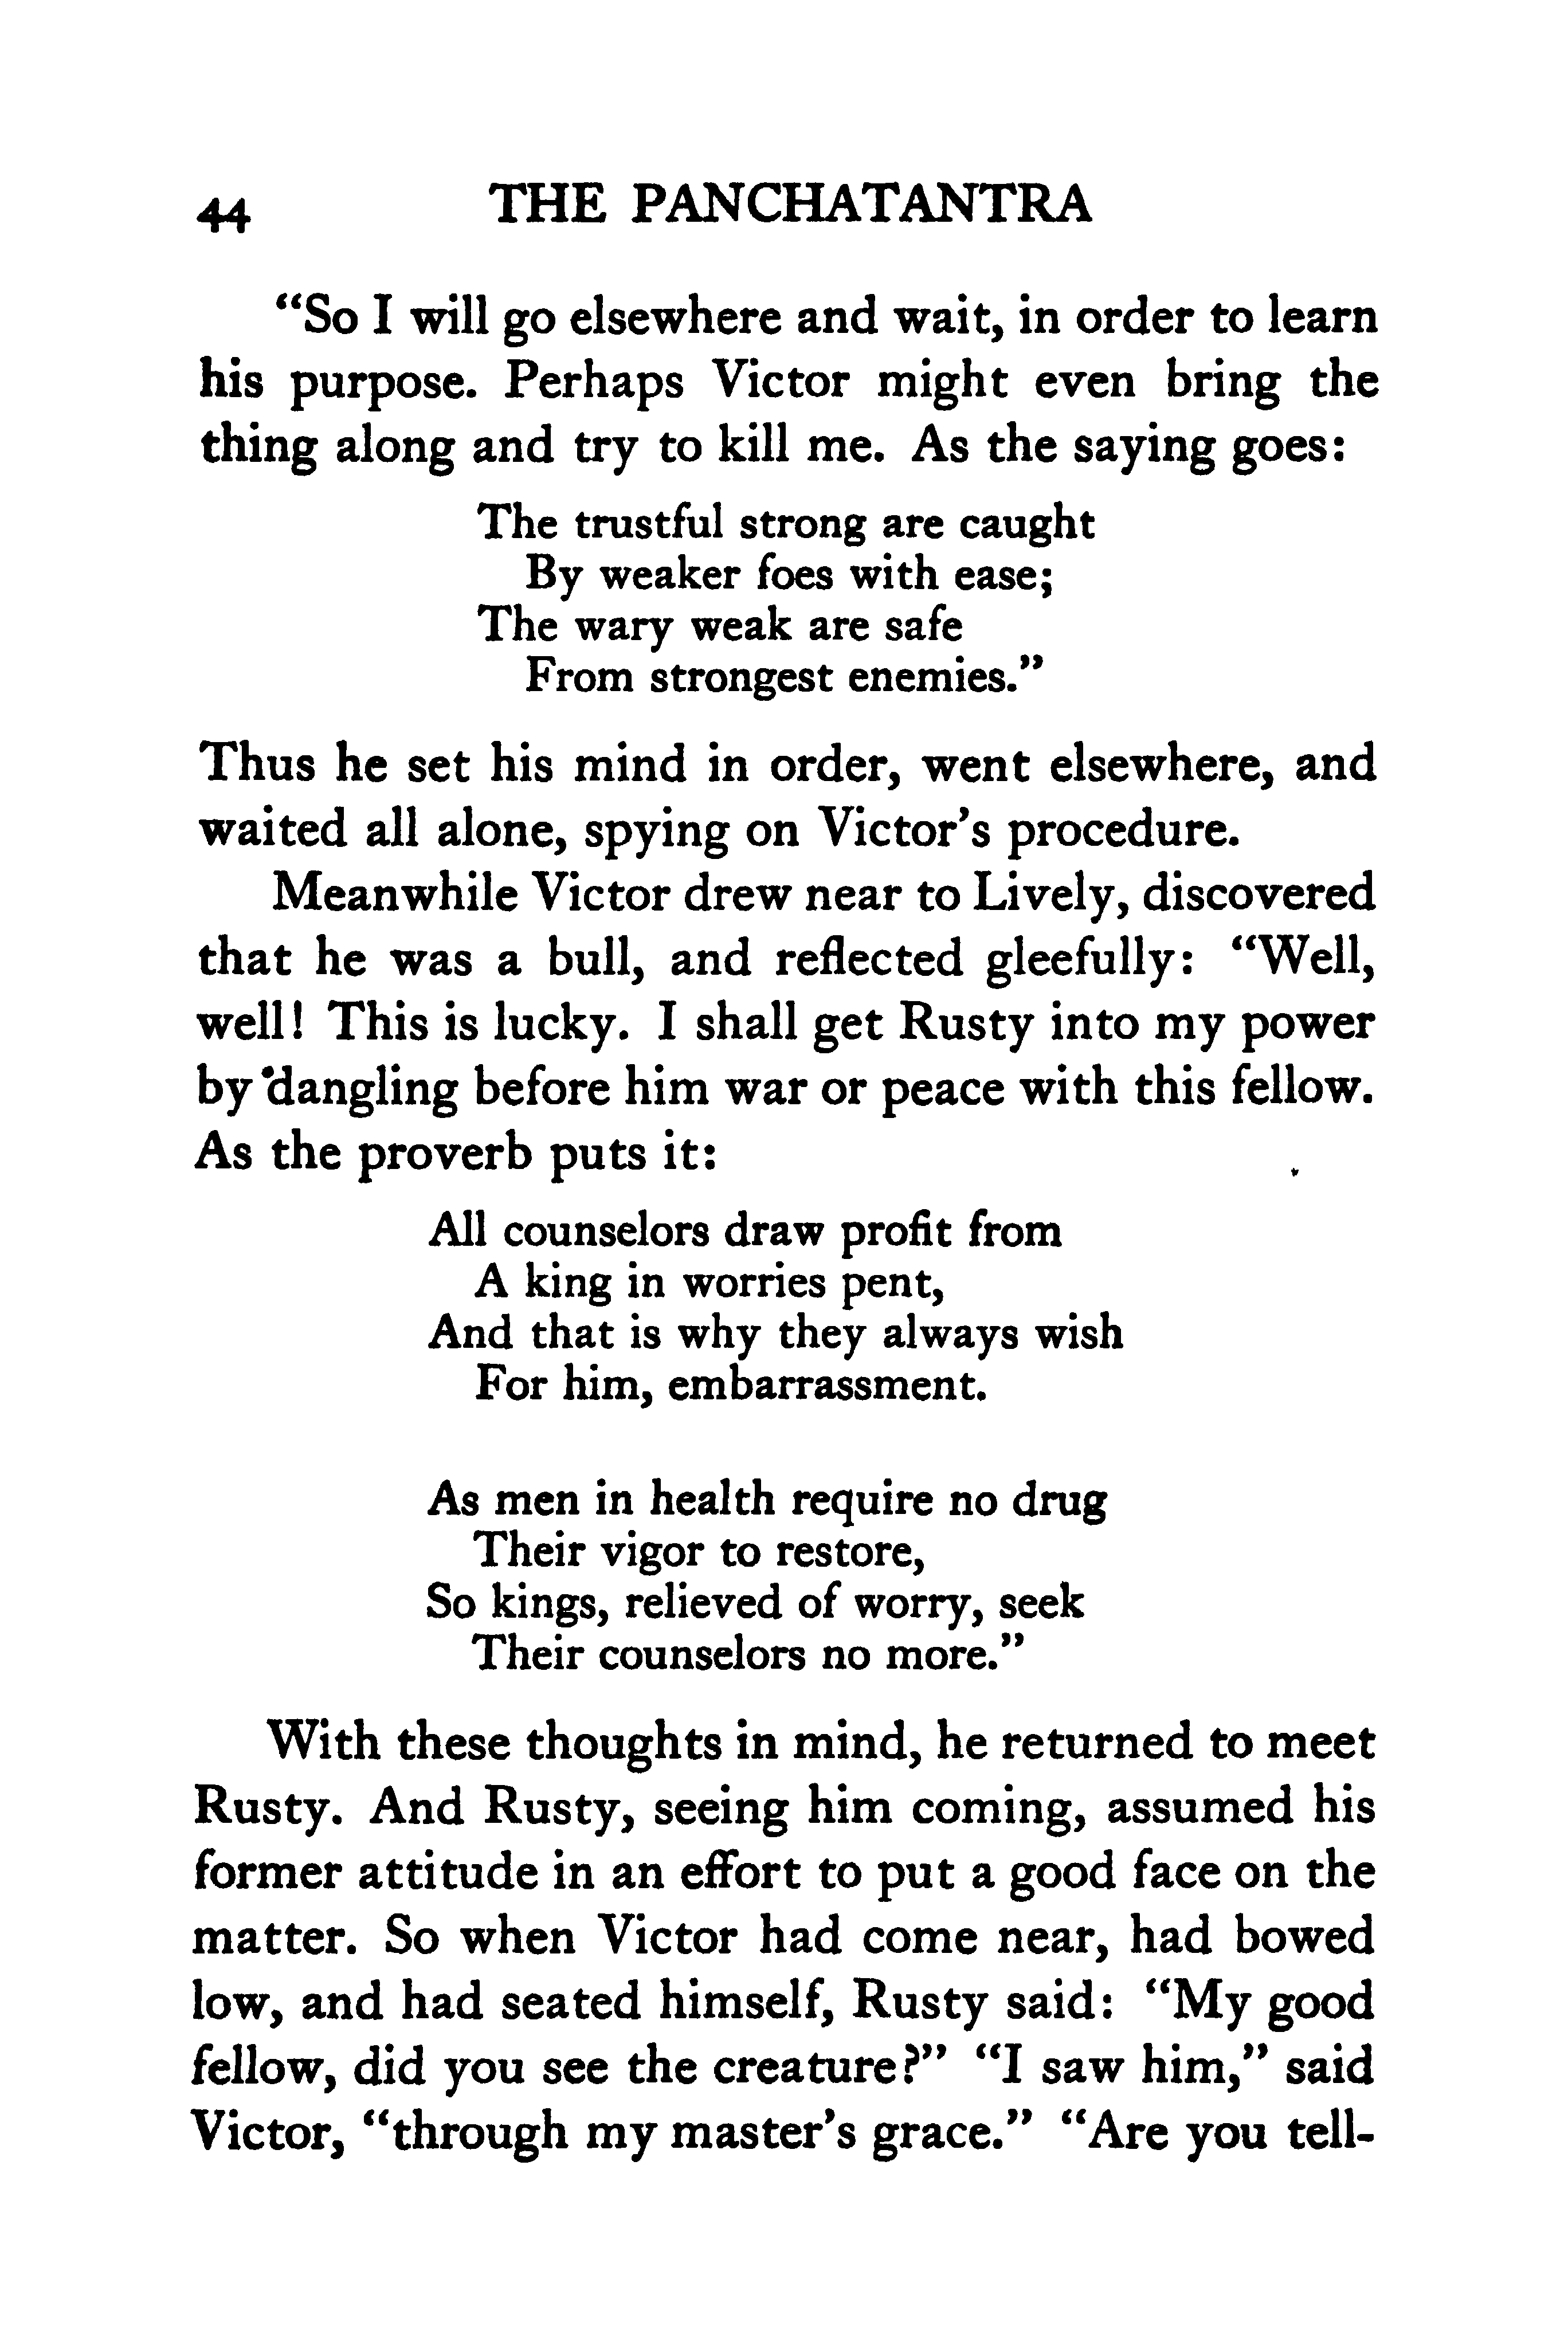 44 THE PANCHATANTRA
“So I will go elsewhere and wait, in order to learn
his purpose. Perhaps Victor might even bring the
thing along and try to kill me. As the saying goes:
The trustful strong are caught
By weaker foes with ease;
The wary weak are safe
From strongest enemies.”
Thus he set his mind in order, went elsewhere, and
waited all alone, spying on Victor’s procedure.
Meanwhile Victor drew near to Lively, discovered
that he was a bull, and reflected gleefully: “Well,
well! This is lucky. I shall get Rusty into my power
by dangling before him war or peace with this fellow.
As the proverb puts it:
All counselors draw profit from
A king in worries pent,
And that is why they always wish
For him, embarrassment.
As men in health require no drug
Their vigor to restore,
So kings, relieved of worry, seek
Their counselors no more.”
With these thoughts in mind, he returned to meet
Rusty. And Rusty, seeing him coming, assumed his
former attitude in an effort to put a good face on the
matter. So when Victor had come near, had bowed
low, and had seated himself, Rusty said: “My good
fellow, did you see the creature?” “I saw him,” said
Victor, “through my master’s grace.” “Are you tell-